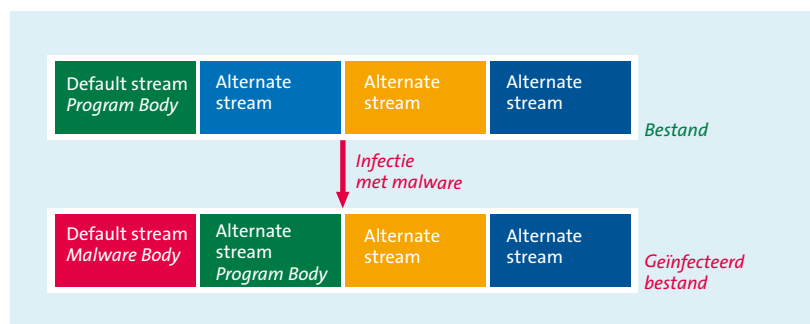 Default stream
Program Body
Alternate
stream
Alternate
stream
Alternate
stream
Bestand
Infectie
met malware
Default stream
Malware Body
Alternate
stream
Program Body
Alternate
stream
Alternate
stream
Geïnfecteerd
bestand